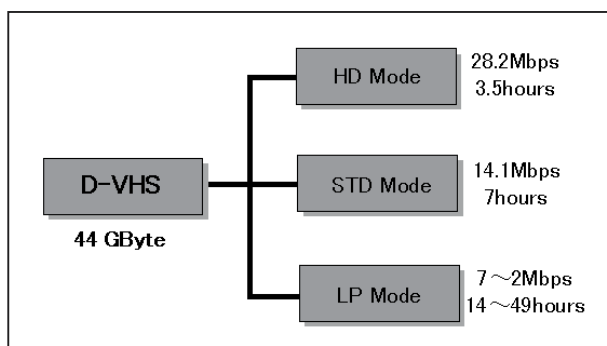 HD Mode
28.2Mbps
3.5hours
D-VHS
44 GByte
STD Mode
14.1Mbps
7hours
LP Mode
7～2Mbps
14～49hours